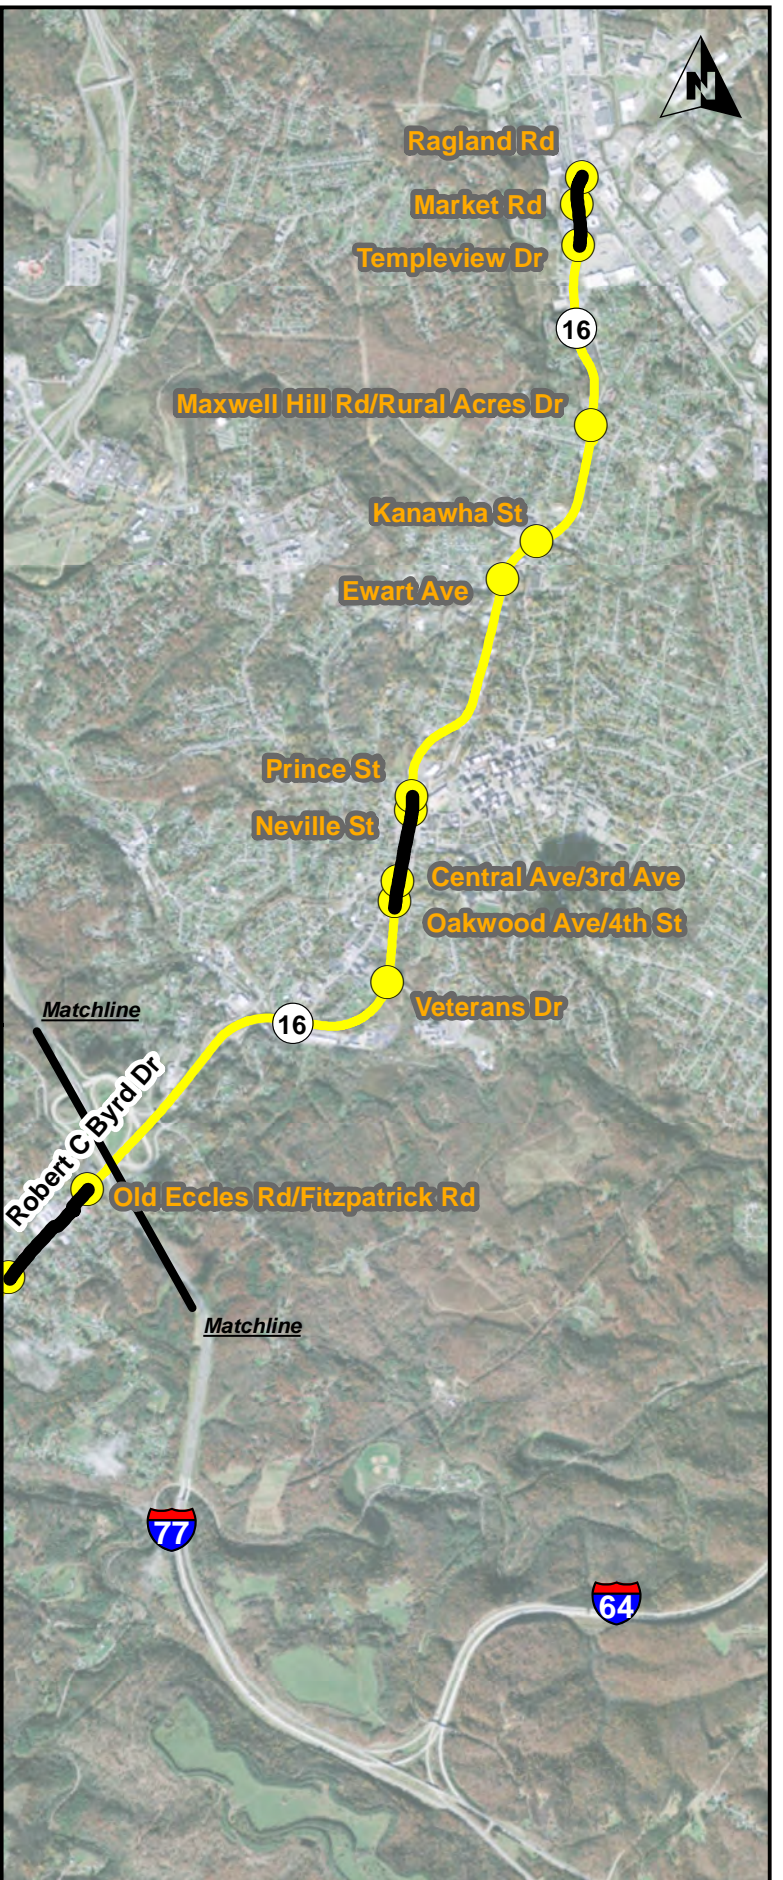 N
Ragland Rd
Market Rd
Templeview Dr
16
Maxwell Hill Rd/Rural Acres Dr
Kanawha St
Ewart Ave
Prince St
Neville St
Central Ave/3rd Ave
Oakwood Ave/4th St
Veterans Dr
Matchline
16
Robert C Byrd Dr
Old Eccles Rd/Fitzpatrick Rd
Matchline
77
64